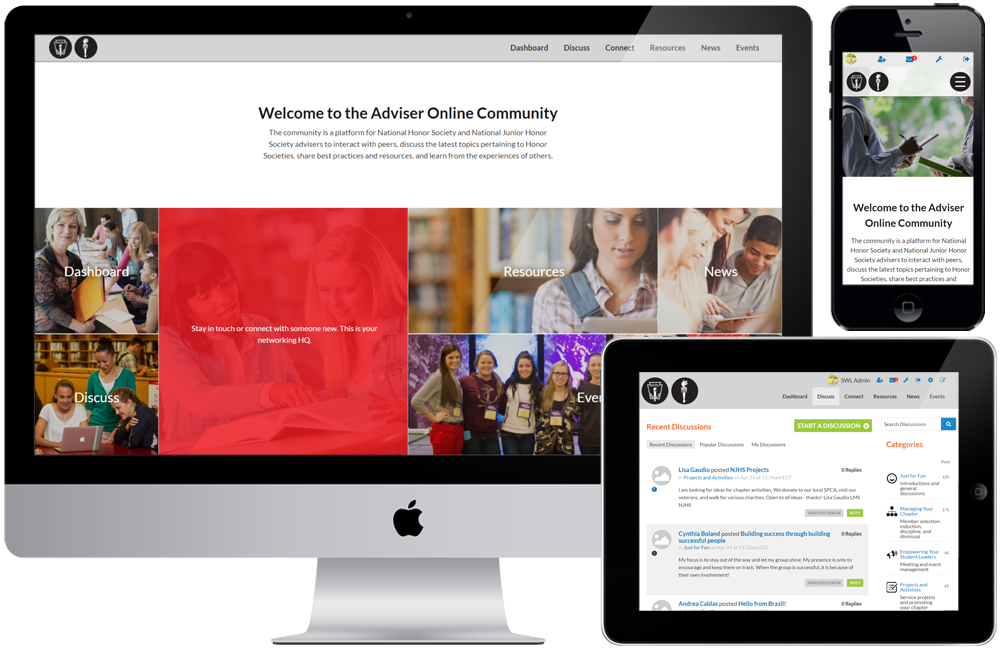 Dashboard Discuss Connect Resources News Events
Welcome to the Adviser Online Community
The community is a platform for National Honor Society and National Junior Honor
Society advisers to interact with peers, discuss the latest topics pertaining to Honor
Societies, share best practices and resources, and learn from the experiences of others.
Dashboard
Resources
News
Stay in touch or connect with someone new. This is your
networking HQ.
Discuss
Even
Welcome to the Adviser
Online Community
The community is a platform for National
Honor Society and National Junior Honor
Society advisers to interact with peers,
discuss the latest topics pertaining to Honor
Societies, share best practices and
SWL Admin
Dashboard Discuss Connect Resources News Events
Recent Discussions
START A DISCUSSION
Search Discussions
Recent Discussions Popular Discussions My Discussions
Categories
Posts
Lisa Gaudio posted NJHS Projects
0 Replies
in Projects and Activities on Apr 24 at 11:36am EDT
I am looking for ideas for chapter activities. We donate to our local SPCA, visit our
veterans, and walk for various charities. Open to all ideas - thanks! Lisa Gaudio LMS
NJHS
VIEW DISCUSSION REPLY
Cynthia Boland posted Building success through building
successful people
0 Replies
in Just for Fun on Apr 24 at 11:35am EDT
My focus is to stay out of the way and let my group shine. My presence is only to
encourage and keep them on track. When the group is successful, it is because of
their own involvement!
VIEW DISCUSSION REPLY
Andrea Caldas posted Hello from Brazil!
0 Replies
Just for Fun 129
Introductions and
general
discussions
Managing Your
Chapter
Member selection,
induction,
discipline, and
dismissal
Empowering Your
Student Leaders
Meeting and event
management
Projects and
Activities
Service projects
and promoting
your chapter